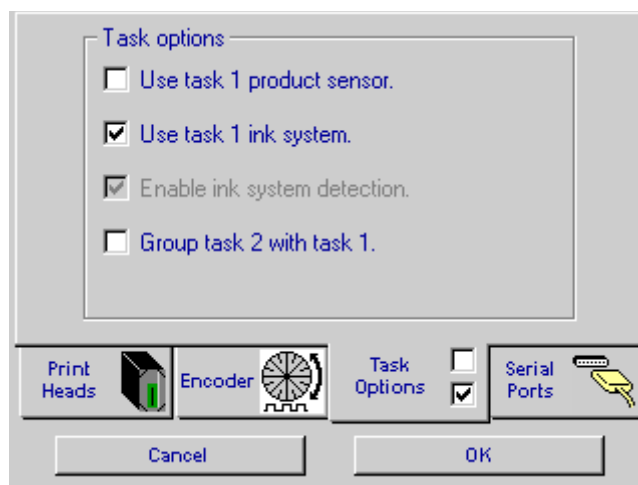 Task options
Use task 1 product sensor.
Use task 1 ink system.
Enable ink system detection.
Group task 2 with task 1.
Print
Heads
Encoder
Task
Options
Serial
Ports
Cancel
OK